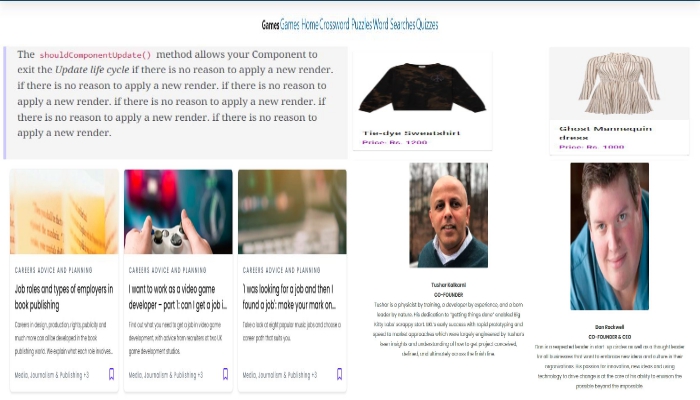 Games Games Home Crossword Puzzles Word Searches Quizzes
The shouldComponentUpdate() method allows your Component to
exit the Update life cycle if there is no reason to apply a new render.
if there is no reason to apply a new render. if there is no reason to
apply a new render. if there is no reason to apply a new render. if
there is no reason to apply a new render. if there is no reason to
apply a new render.
Tie-dye Sweatshirt
Price: Rs. 1200
Ghost Mannequin
dress
Price: Rs. 1000
CAREERS ADVICE AND PLANNING
Job roles and types of employers in
book publishing
Careers in design, production, rights, publicity and
much more can all be developed in the book
publishing world. We explain what each role involves...
Media, Journalism & Publishing +3
CAREERS ADVICE AND PLANNING
I want to work as a video game
developer – part 1: can I get a job i...
Find out what you need to get a job in video game
development, with advice from recruiters at two UK
game development studios.
Media, Journalism & Publishing +3
CAREERS ADVICE AND PLANNING
'I was looking for a job and then I
found a job': make your mark on...
Take a look at eight popular music jobs and choose a
career path that suits you.
Media, Journalism & Publishing +3
Tushar Kulkarni
CO-FOUNDER
Tushar is a physicist by training, a developer by experience, and a born
leader by nature. His dedication to "getting things done" enabled Big
Kitty Labs' scrappy start. BKL's early success with rapid prototyping and
speed to market approaches which were largely engineered by Tushar's
keen insights and understanding of how to get project conceived,
defined, and ultimately across the finish line.
Dan Rockwell
CO-FOUNDER & CEO
Dan is a respected leader in start-up circles as well as a thought leader
for all businesses that want to embrace new ideas and culture in their
organizations. His passion for innovation, new ideas and using
technology to drive change is at the core of his ability to envision the
possible beyond the impossible.